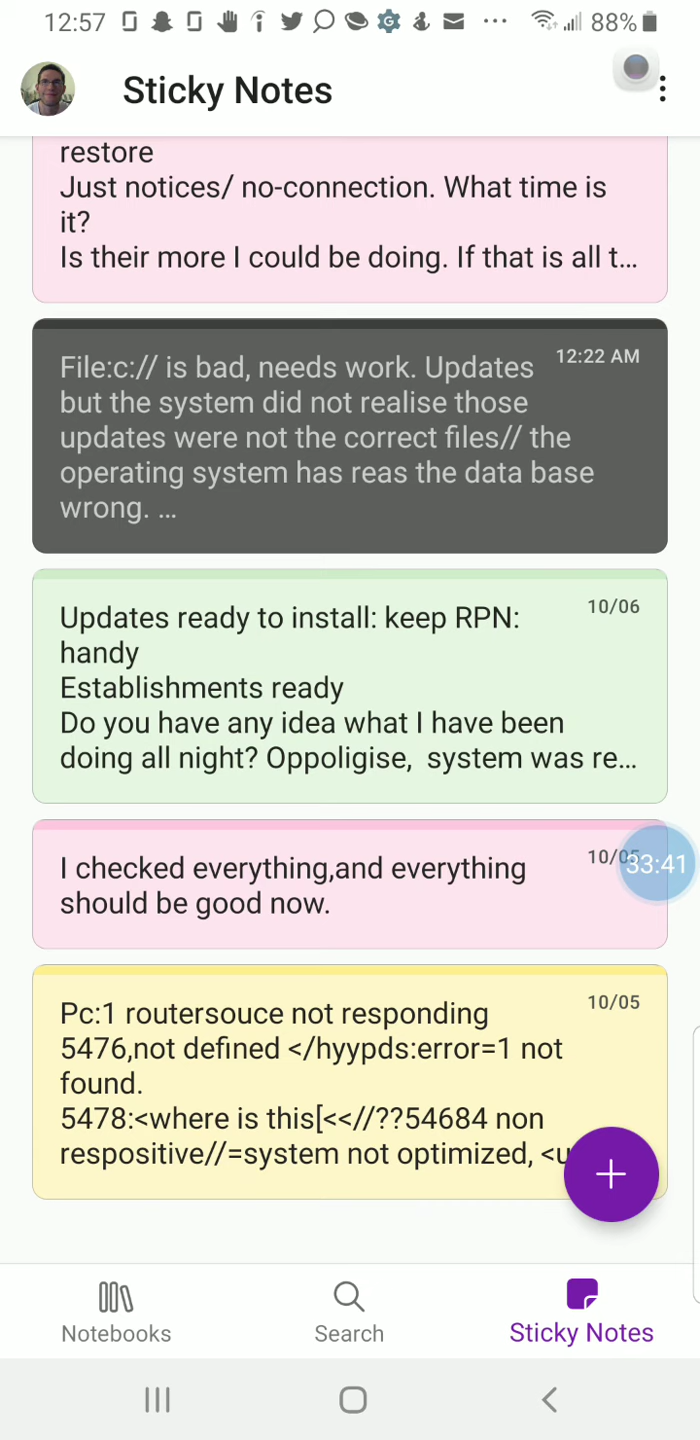 12:57 88%
Sticky Notes
restore
Just notices/ no-connection. What time is
it?
Is their more I could be doing. If that is all t...
12:22 AM
File:c:// is bad, needs work. Updates
but the system did not realise those
updates were not the correct files// the
operating system has reas the data base
wrong. ...
10/06
Updates ready to install: keep RPN:
handy
Establishments ready
Do you have any idea what I have been
doing all night? Oppoligise, system was re...
10/05
33:41
I checked everything,and everything
should be good now.
10/05
Pc:1 routersouce not responding
5476,not defined </hyypds:error=1 not
found.
5478:<where is this[<<//??54684 non
respositive//=system not optimized, <u
Notebooks
Search
Sticky Notes